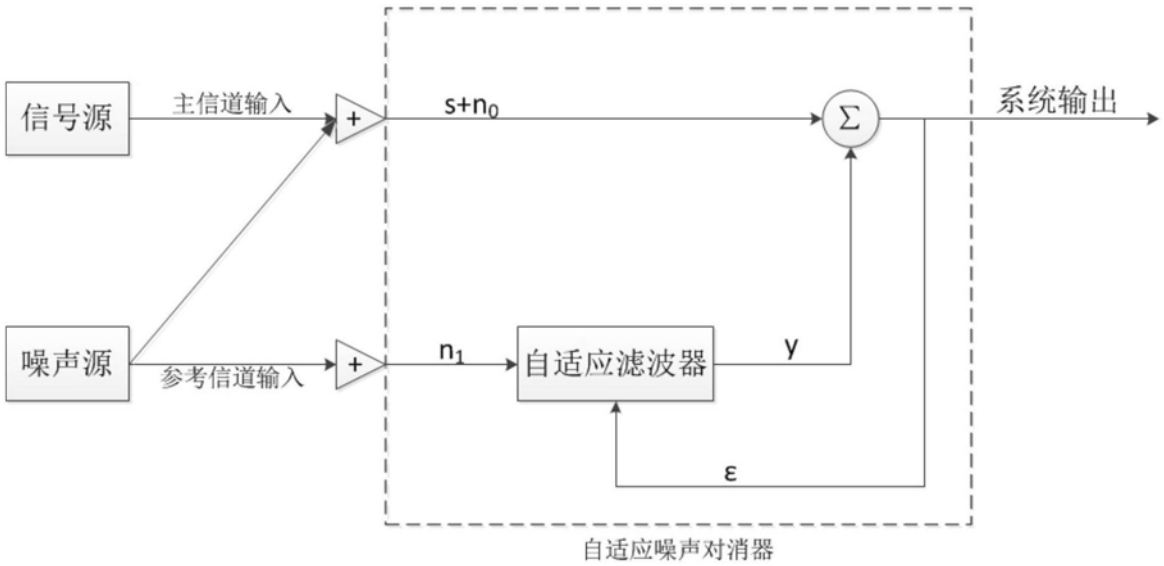 信号源
主信道输入
+
s+n₀
Σ
系统输出
噪声源
参考信道输入
+
n₁
自适应滤波器
y
ε
自适应噪声对消器